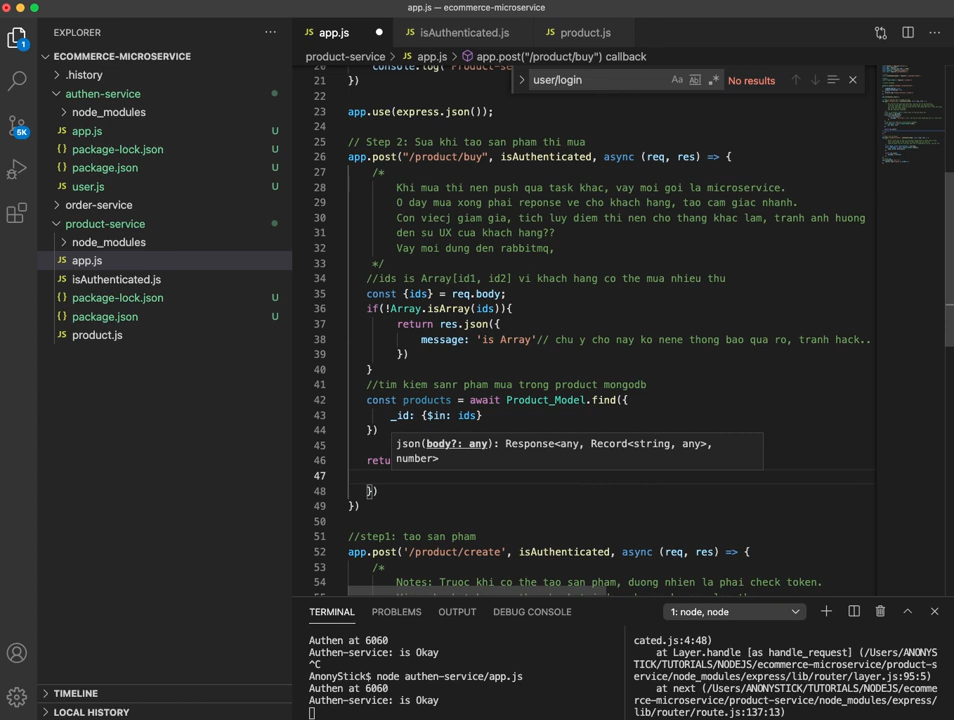 app.js — ecommerce-microservice
EXPLORER
ECOMMERCE-MICROSERVICE
.history
authen-service
node_modules
app.js U
package-lock.json U
package.json U
user.js U
order-service
product-service
node_modules
app.js
isAuthenticated.js
package-lock.json U
package.json U
product.js
TIMELINE
LOCAL HISTORY
1
5K
app.js
isAuthenticated.js
product.js
product-service > app.js > app.post("/product/buy") callback
user/login
Aa Ab .*
No results
21 })
22
23 app.use(express.json());
24
25 // Step 2: Sua khi tao san pham thi mua
26 app.post("/product/buy", isAuthenticated, async (req, res) => {
27 /*
28 Khi mua thi nen push qua task khac, vay moi goi la microservice.
29 O day mua xong phai reponse ve cho khach hang, tao cam giac nhanh.
30 Con viecj giam gia, tich luy diem thi nen cho thang khac lam, tranh anh huong
31 den su UX cua khach hang??
32 Vay moi dung den rabbitmq,
33 */
34 //ids is Array[id1, id2] vi khach hang co the mua nhieu thu
35 const {ids} = req.body;
36 if(!Array.isArray(ids)){
37 return res.json({
38 message: 'is Array'// chu y cho nay ko nene thong bao qua ro, tranh hack..
39 })
40 }
41 //tim kiem sanr pham mua trong product mongodb
42 const products = await Product_Model.find({
43 _id: {$in: ids}
44 })
45
json(body?: any): Response<any, Record<string, any>,
number>
46 retu
47
48 })
49 })
50
51 //step1: tao san pham
52 app.post('/product/create', isAuthenticated, async (req, res) => {
53 /*
54 Notes: Truoc khi co the tao san pham, duong nhien la phai check token.
TERMINAL PROBLEMS OUTPUT DEBUG CONSOLE
1: node, node
Authen at 6060
Authen-service: is Okay
^C
AnonyStick$ node authen-service/app.js
Authen at 6060
Authen-service: is Okay
cated.js:4:48)
at Layer.handle [as handle_request] (/Users/ANONYS
TICK/TUTORIALS/NODEJS/ecommerce-microservice/product-s
ervice/node_modules/express/lib/router/layer.js:95:5)
at next (/Users/ANONYSTICK/TUTORIALS/NODEJS/ecomme
rce-microservice/product-service/node_modules/express/
lib/router/route.js:137:13)